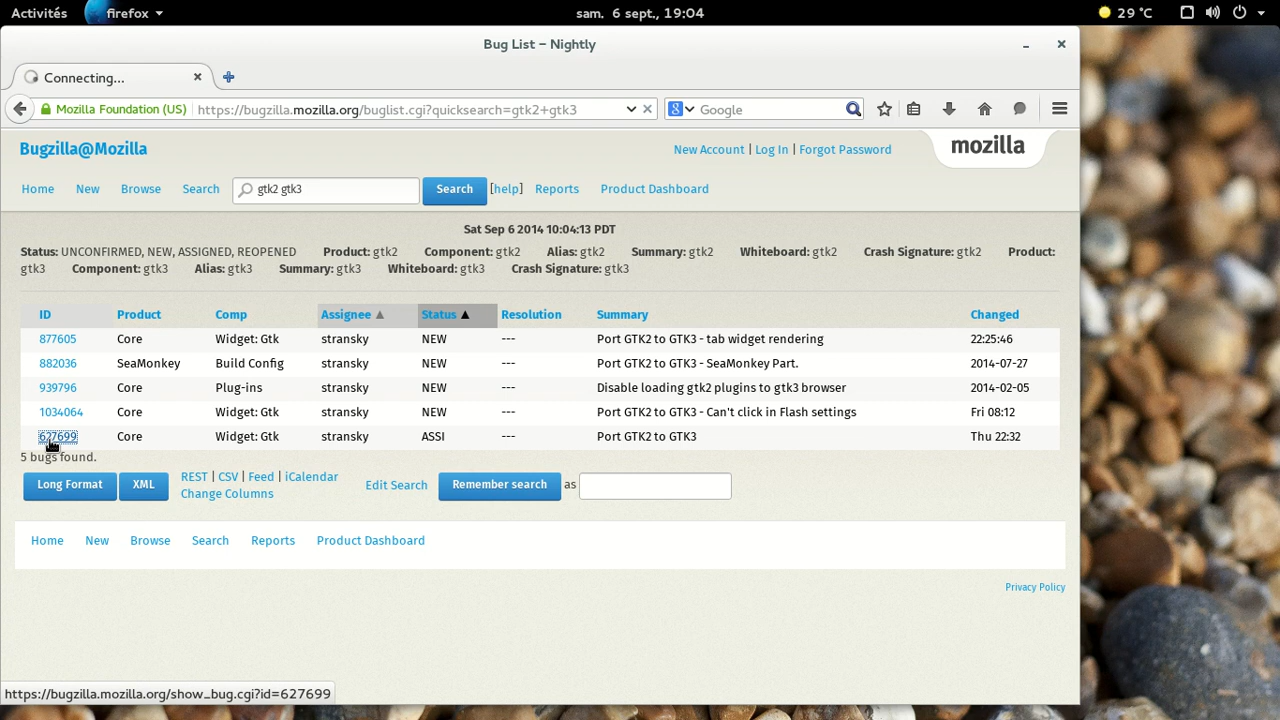 Activités firefox sam. 6 sept., 19:04 29 °C
Bug List – Nightly
Connecting...
Mozilla Foundation (US) https://bugzilla.mozilla.org/buglist.cgi?quicksearch=gtk2+gtk3 Google
Bugzilla@Mozilla New Account | Log In | Forgot Password mozilla
Home New Browse Search gtk2 gtk3 Search [help] Reports Product Dashboard
Sat Sep 6 2014 10:04:13 PDT
Status: UNCONFIRMED, NEW, ASSIGNED, REOPENED Product: gtk2 Component: gtk2 Alias: gtk2 Summary: gtk2 Whiteboard: gtk2 Crash Signature: gtk2 Product:
gtk3 Component: gtk3 Alias: gtk3 Summary: gtk3 Whiteboard: gtk3 Crash Signature: gtk3
ID Product Comp Assignee ▲ Status ▲ Resolution Summary Changed
877605 Core Widget: Gtk stransky NEW --- Port GTK2 to GTK3 - tab widget rendering 22:25:46
882036 SeaMonkey Build Config stransky NEW --- Port GTK2 to GTK3 - SeaMonkey Part. 2014-07-27
939796 Core Plug-ins stransky NEW --- Disable loading gtk2 plugins to gtk3 browser 2014-02-05
1034064 Core Widget: Gtk stransky NEW --- Port GTK2 to GTK3 - Can't click in Flash settings Fri 08:12
627699 Core Widget: Gtk stransky ASSI --- Port GTK2 to GTK3 Thu 22:32
5 bugs found.
Long Format XML REST | CSV | Feed | iCalendar
Change Columns Edit Search Remember search as
Home New Browse Search Reports Product Dashboard
Privacy Policy
https://bugzilla.mozilla.org/show_bug.cgi?id=627699